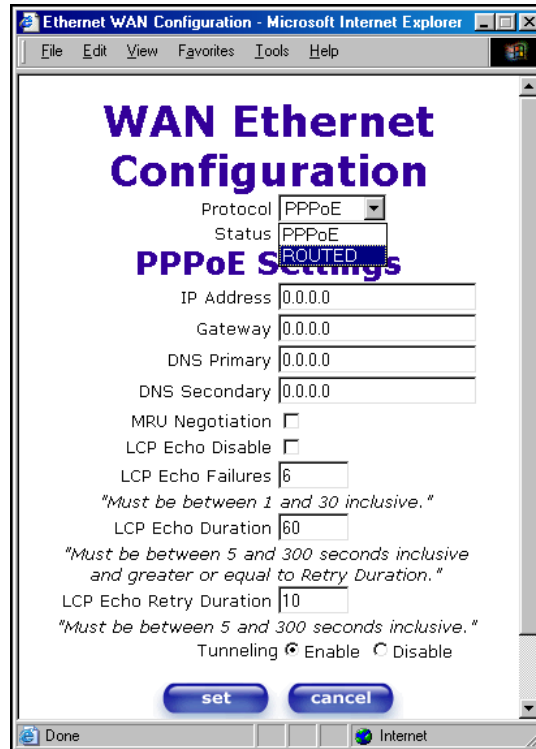 Ethernet WAN Configuration - Microsoft Internet Explorer
File Edit View Favorites Tools Help
WAN Ethernet
Configuration
Protocol PPPoE
Status PPPoE
ROUTED
PPPoE Settings
IP Address 0.0.0.0
Gateway 0.0.0.0
DNS Primary 0.0.0.0
DNS Secondary 0.0.0.0
MRU Negotiation
LCP Echo Disable
LCP Echo Failures 6
"Must be between 1 and 30 inclusive."
LCP Echo Duration 60
"Must be between 5 and 300 seconds inclusive
and greater or equal to Retry Duration."
LCP Echo Retry Duration 10
"Must be between 5 and 300 seconds inclusive."
Tunneling Enable Disable
set cancel
Done Internet